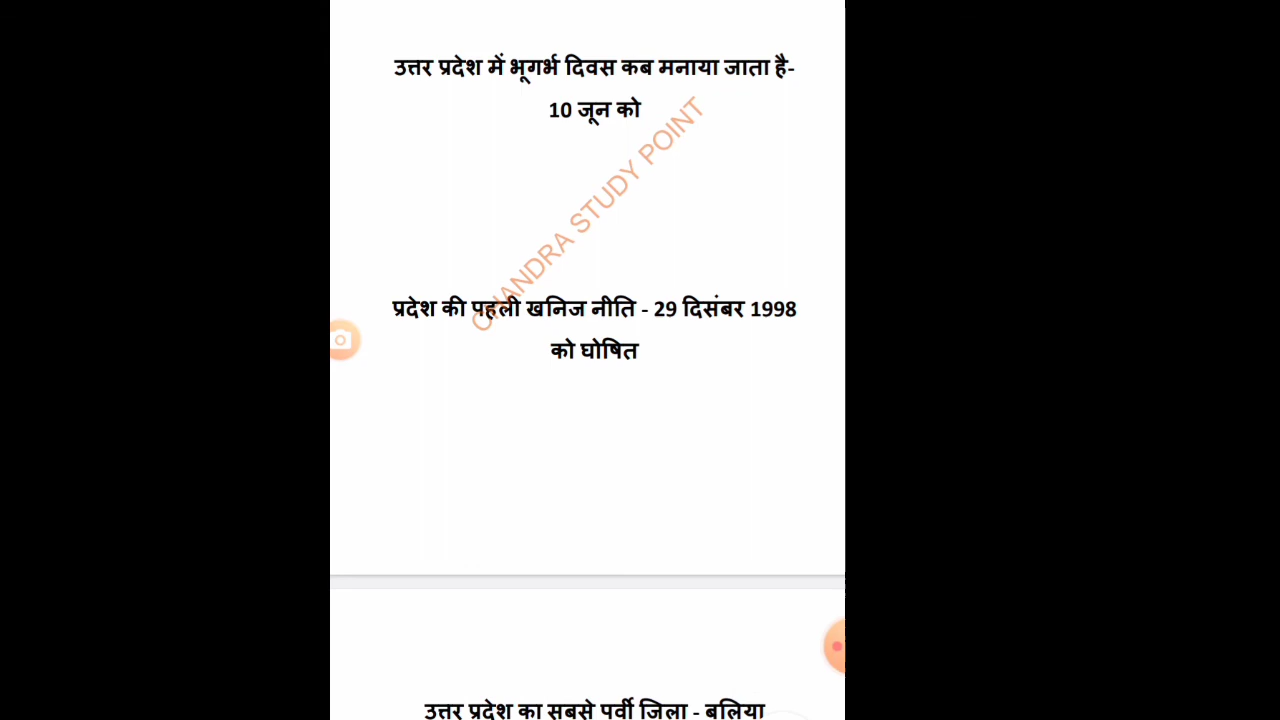 उत्तर प्रदेश में भूगर्भ दिवस कब मनाया जाता है-
10 जून को
CHANDRA STUDY POINT
प्रदेश की पहली खनिज नीति - 29 दिसंबर 1998
को घोषित
उत्तर प्रदेश का सबसे पूर्वी जिला - बलिया